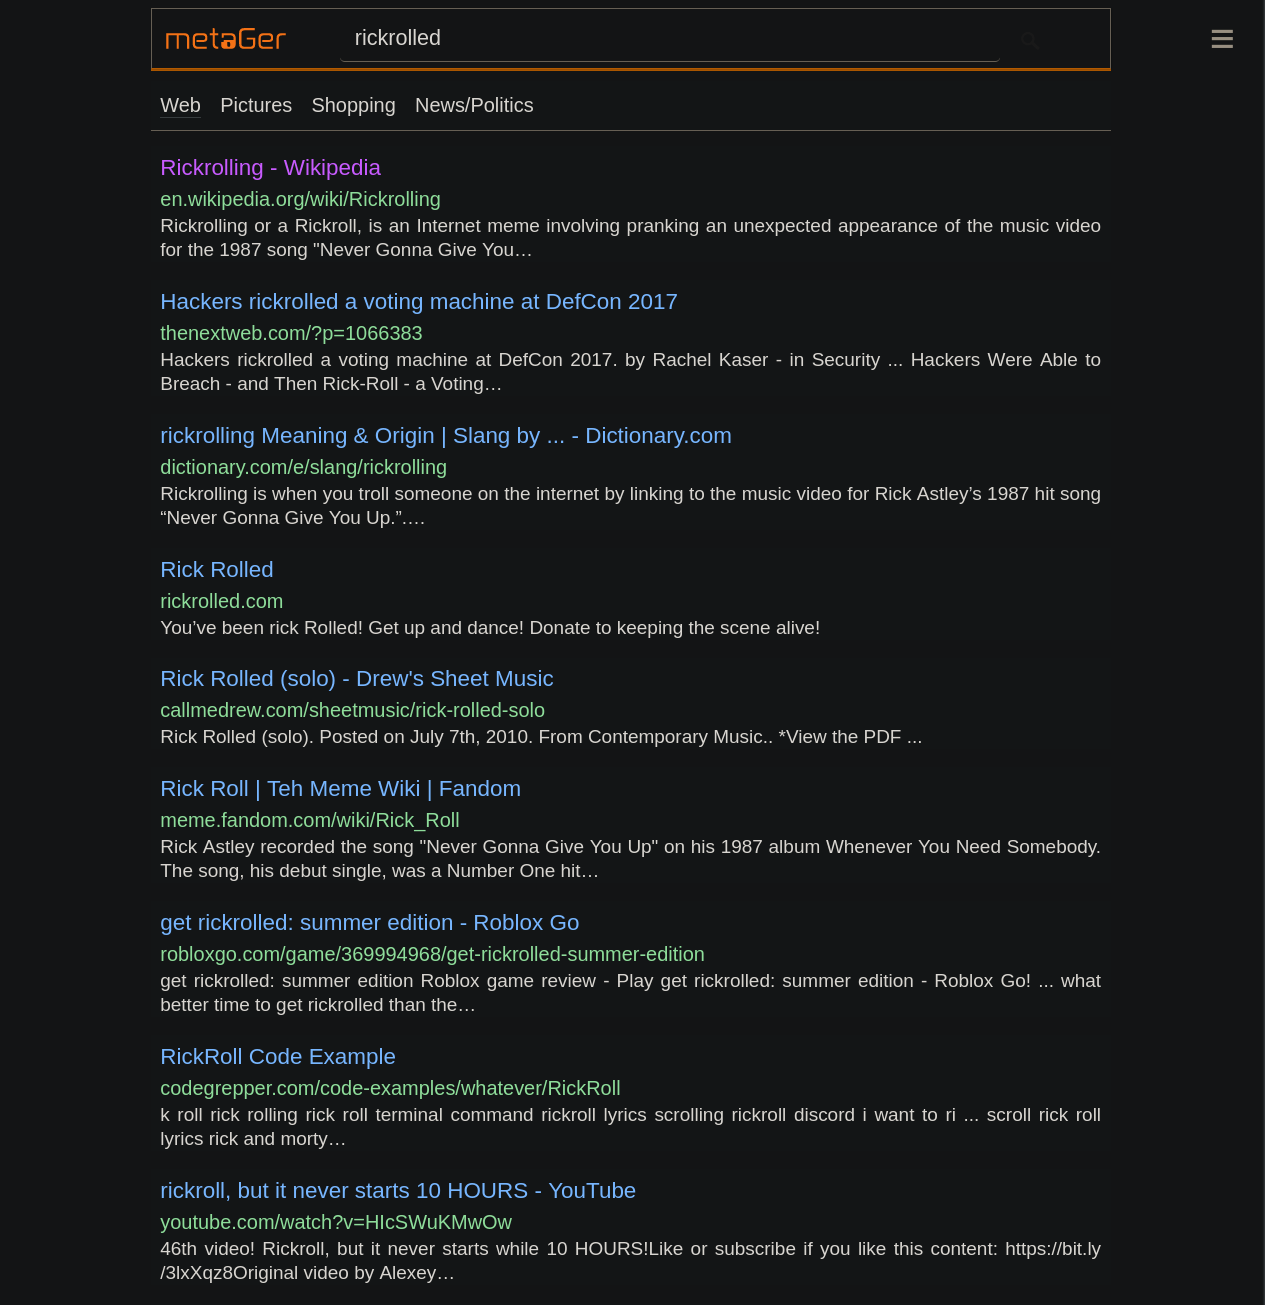 metaGer
rickrolled
Web Pictures Shopping News/Politics
Rickrolling - Wikipedia
en.wikipedia.org/wiki/Rickrolling
Rickrolling or a Rickroll, is an Internet meme involving pranking an unexpected appearance of the music video
for the 1987 song "Never Gonna Give You…
Hackers rickrolled a voting machine at DefCon 2017
thenextweb.com/?p=1066383
Hackers rickrolled a voting machine at DefCon 2017. by Rachel Kaser - in Security ... Hackers Were Able to
Breach - and Then Rick-Roll - a Voting…
rickrolling Meaning & Origin | Slang by ... - Dictionary.com
dictionary.com/e/slang/rickrolling
Rickrolling is when you troll someone on the internet by linking to the music video for Rick Astley’s 1987 hit song
“Never Gonna Give You Up.”.…
Rick Rolled
rickrolled.com
You’ve been rick Rolled! Get up and dance! Donate to keeping the scene alive!
Rick Rolled (solo) - Drew's Sheet Music
callmedrew.com/sheetmusic/rick-rolled-solo
Rick Rolled (solo). Posted on July 7th, 2010. From Contemporary Music.. *View the PDF ...
Rick Roll | Teh Meme Wiki | Fandom
meme.fandom.com/wiki/Rick_Roll
Rick Astley recorded the song "Never Gonna Give You Up" on his 1987 album Whenever You Need Somebody.
The song, his debut single, was a Number One hit…
get rickrolled: summer edition - Roblox Go
robloxgo.com/game/369994968/get-rickrolled-summer-edition
get rickrolled: summer edition Roblox game review - Play get rickrolled: summer edition - Roblox Go! ... what
better time to get rickrolled than the…
RickRoll Code Example
codegrepper.com/code-examples/whatever/RickRoll
k roll rick rolling rick roll terminal command rickroll lyrics scrolling rickroll discord i want to ri ... scroll rick roll
lyrics rick and morty…
rickroll, but it never starts 10 HOURS - YouTube
youtube.com/watch?v=HIcSWuKMwOw
46th video! Rickroll, but it never starts while 10 HOURS!Like or subscribe if you like this content: https://bit.ly
/3lxXqz8Original video by Alexey…